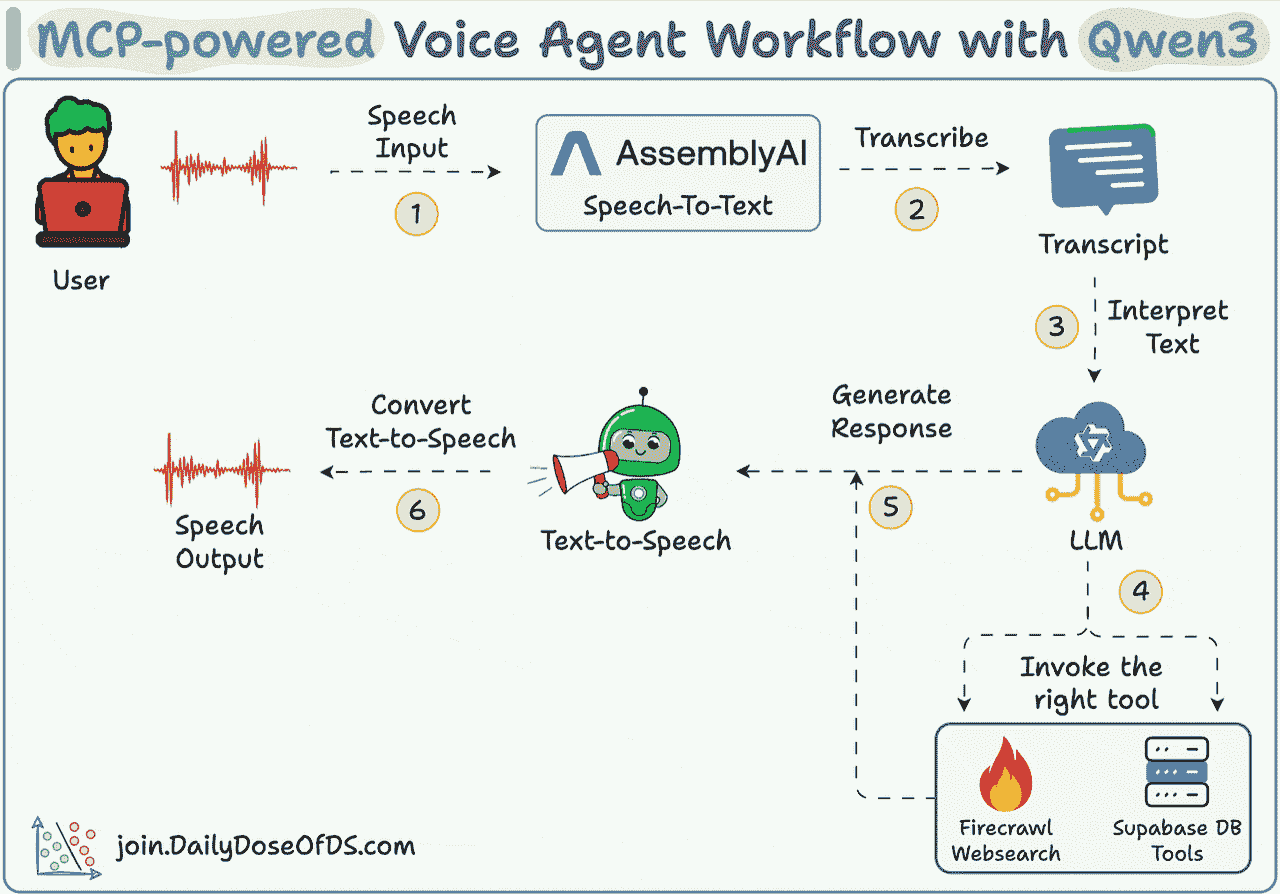 MCP-powered Voice Agent Workflow with Qwen3
Speech
Input
1
AssemblyAI
Speech-To-Text
Transcribe
2
Transcript
User
3
Interpret
Text
Generate
Response
5
LLM
Convert
Text-to-Speech
6
Text-to-Speech
Speech
Output
4
Invoke the
right tool
Firecrawl
Websearch
Supabase DB
Tools
join.DailyDoseOfDS.com